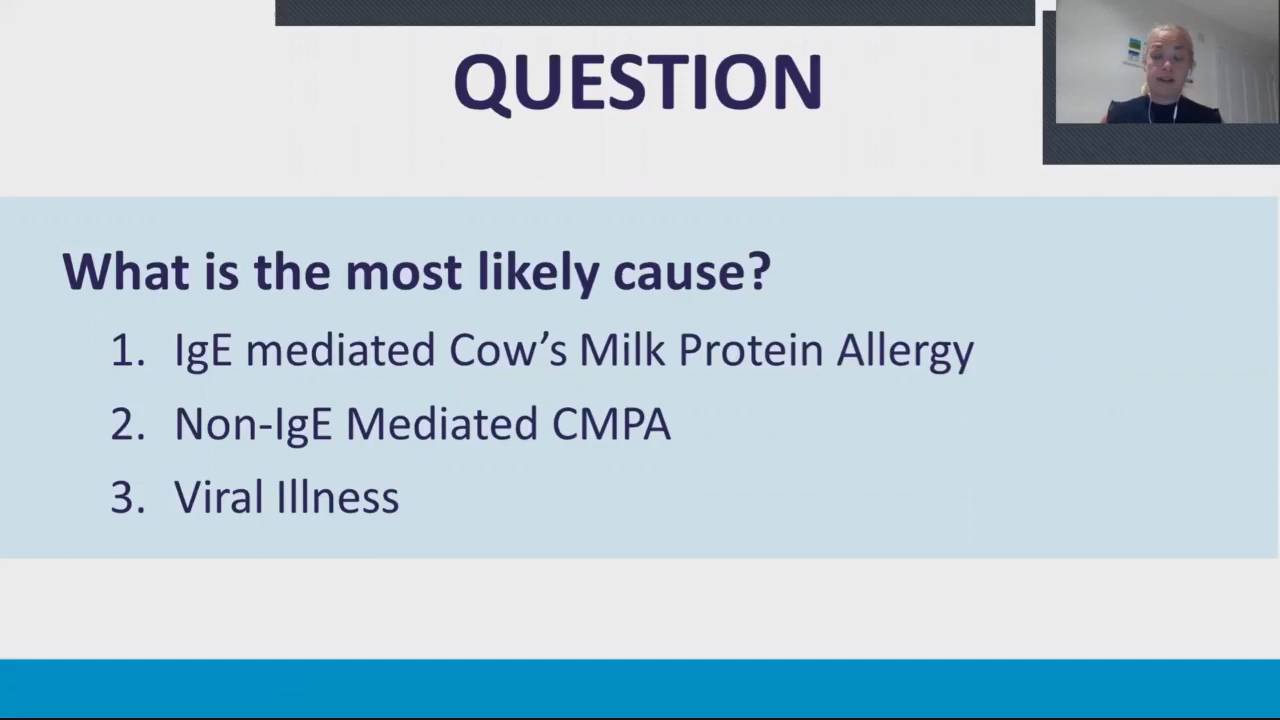 QUESTION
What is the most likely cause?
1. IgE mediated Cow’s Milk Protein Allergy
2. Non-IgE Mediated CMPA
3. Viral Illness